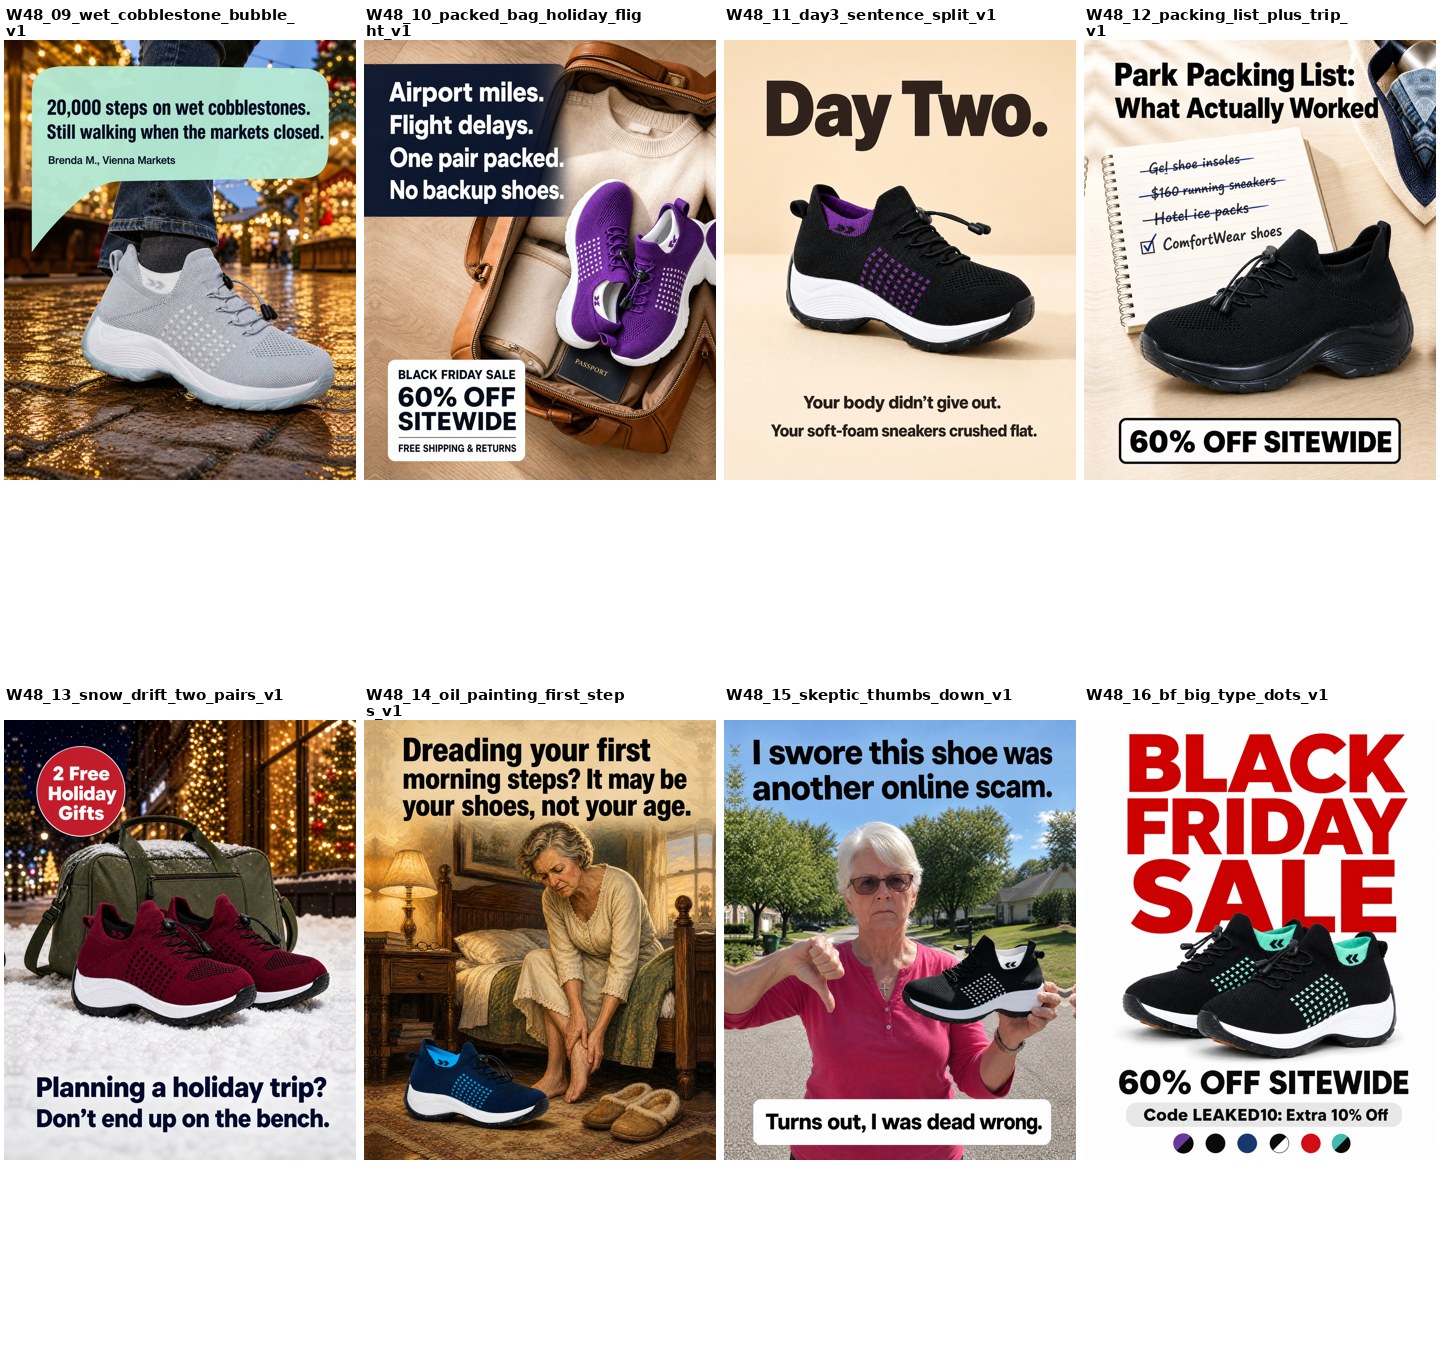 W48_09_wet_cobblestone_bubble_
v1
20,000 steps on wet cobblestones.
Still walking when the markets closed.
Brenda M., Vienna Markets
W48_10_packed_bag_holiday_flig
ht_v1
Airport miles.
Flight delays.
One pair packed.
No backup shoes.
PASSPORT
BLACK FRIDAY SALE
60% OFF
SITEWIDE
FREE SHIPPING & RETURNS
W48_11_day3_sentence_split_v1
Day Two.
Your body didn't give out.
Your soft-foam sneakers crushed flat.
W48_12_packing_list_plus_trip_
v1
Park Packing List:
What Actually Worked
Gel shoe insoles
$160 running sneakers
Hotel ice packs
ComfortWear shoes
60% OFF SITEWIDE
W48_13_snow_drift_two_pairs_v1
2 Free
Holiday
Gifts
Planning a holiday trip?
Don't end up on the bench.
W48_14_oil_painting_first_step
s_v1
Dreading your first
morning steps? It may be
your shoes, not your age.
W48_15_skeptic_thumbs_down_v1
I swore this shoe was
another online scam.
Turns out, I was dead wrong.
W48_16_bf_big_type_dots_v1
BLACK
FRIDAY
SALE
60% OFF SITEWIDE
Code LEAKED10: Extra 10% Off